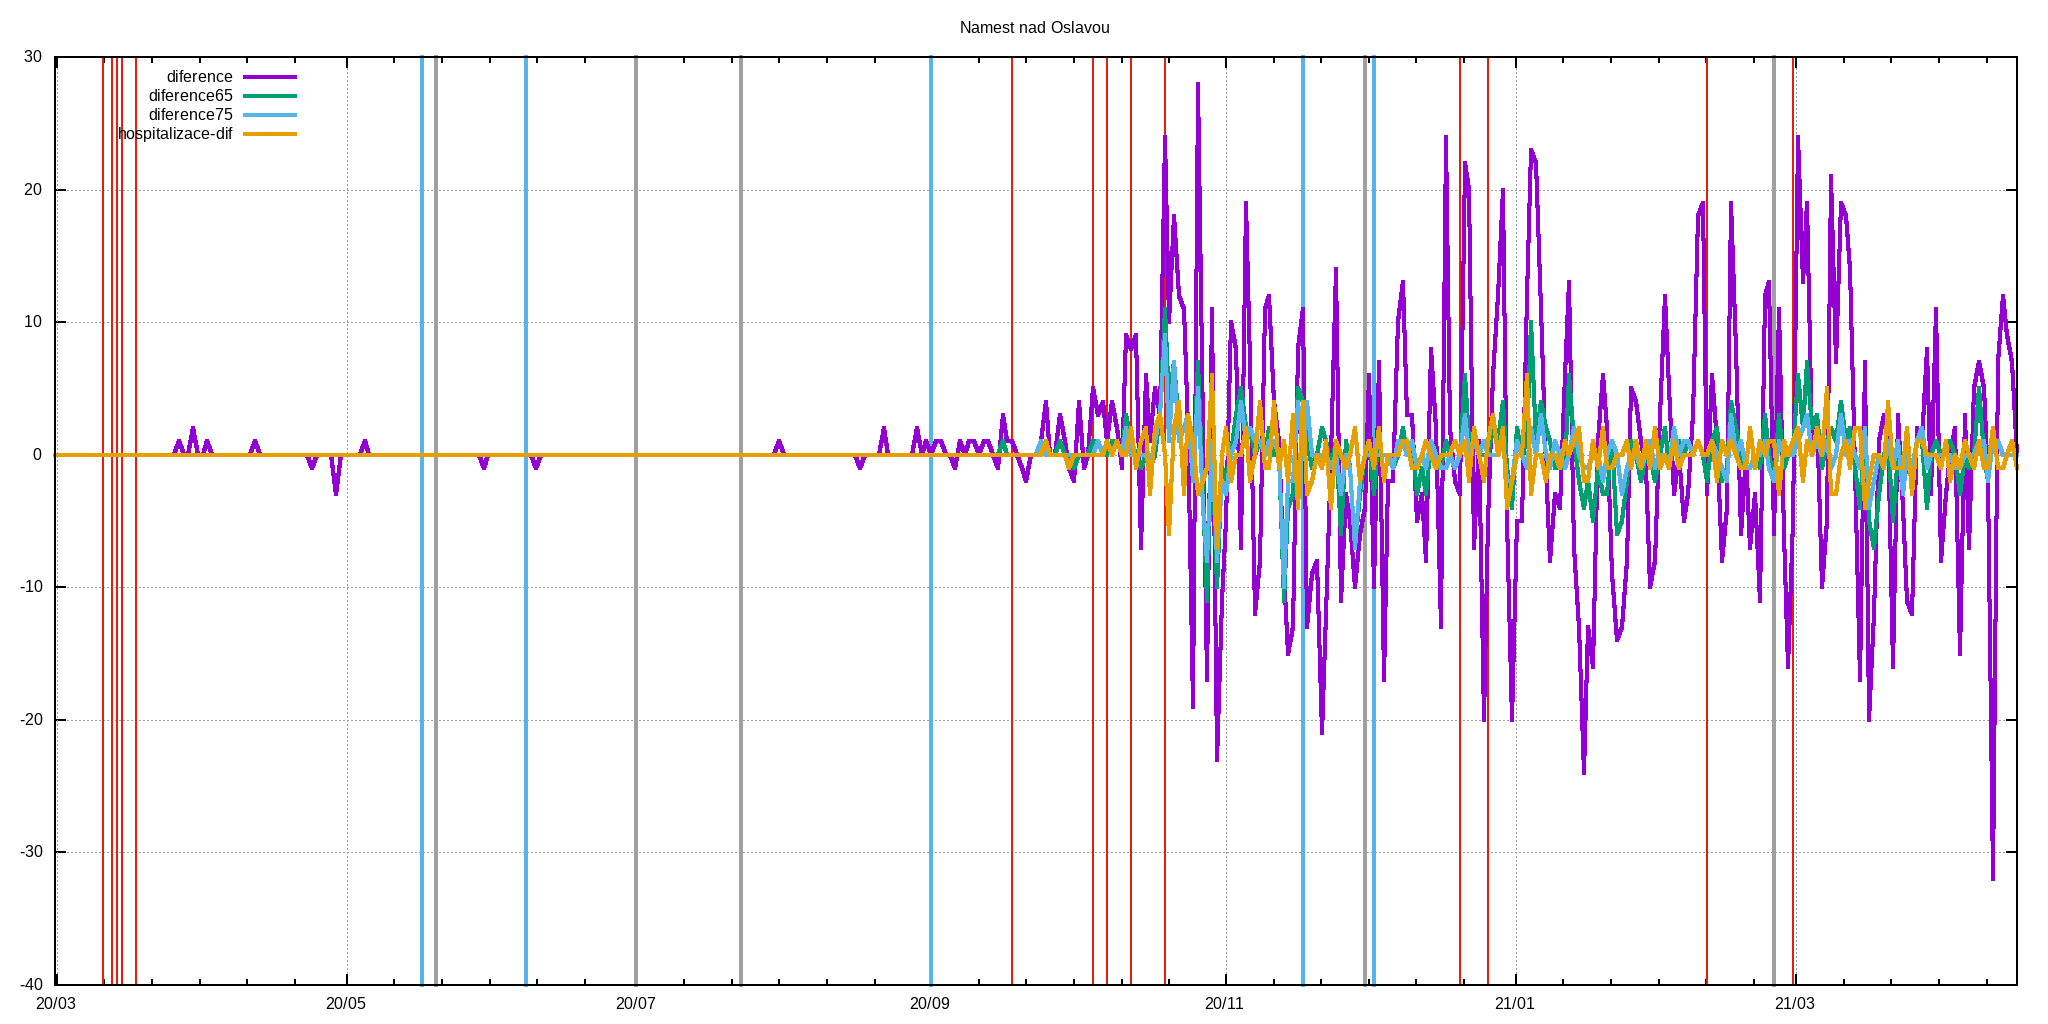 Namest nad Oslavou
30
20
10
0
-10
-20
-30
-40
diference
diference65
diference75
hospitalizace-dif
20/03 20/05 20/07 20/09 20/11 21/01 21/03